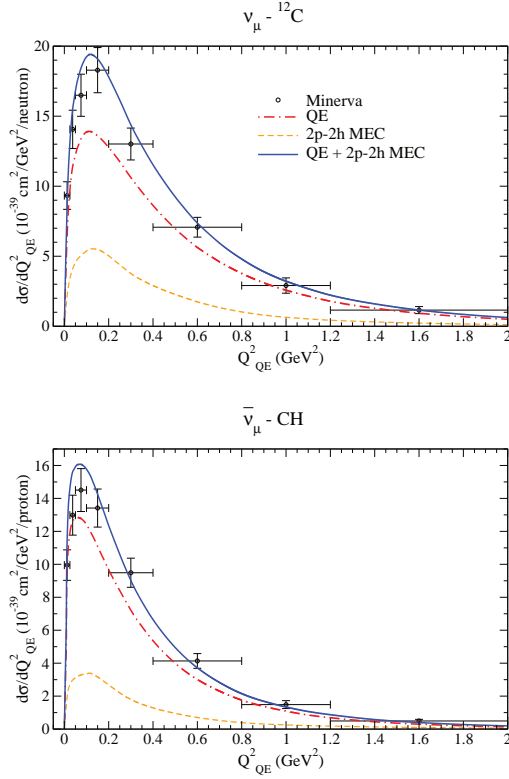 ν_μ - ¹²C
dσ/dQ²_QE (10⁻³⁹ cm²/GeV²/neutron)
20
15
10
5
0
Minerva
QE
2p-2h MEC
QE + 2p-2h MEC
0 0.2 0.4 0.6 0.8 1 1.2 1.4 1.6 1.8 2
Q²_QE (GeV²)
ν̅_μ - CH
dσ/dQ²_QE (10⁻³⁹ cm²/GeV²/proton)
16
14
12
10
8
6
4
2
0
0 0.2 0.4 0.6 0.8 1 1.2 1.4 1.6 1.8 2
Q²_QE (GeV²)